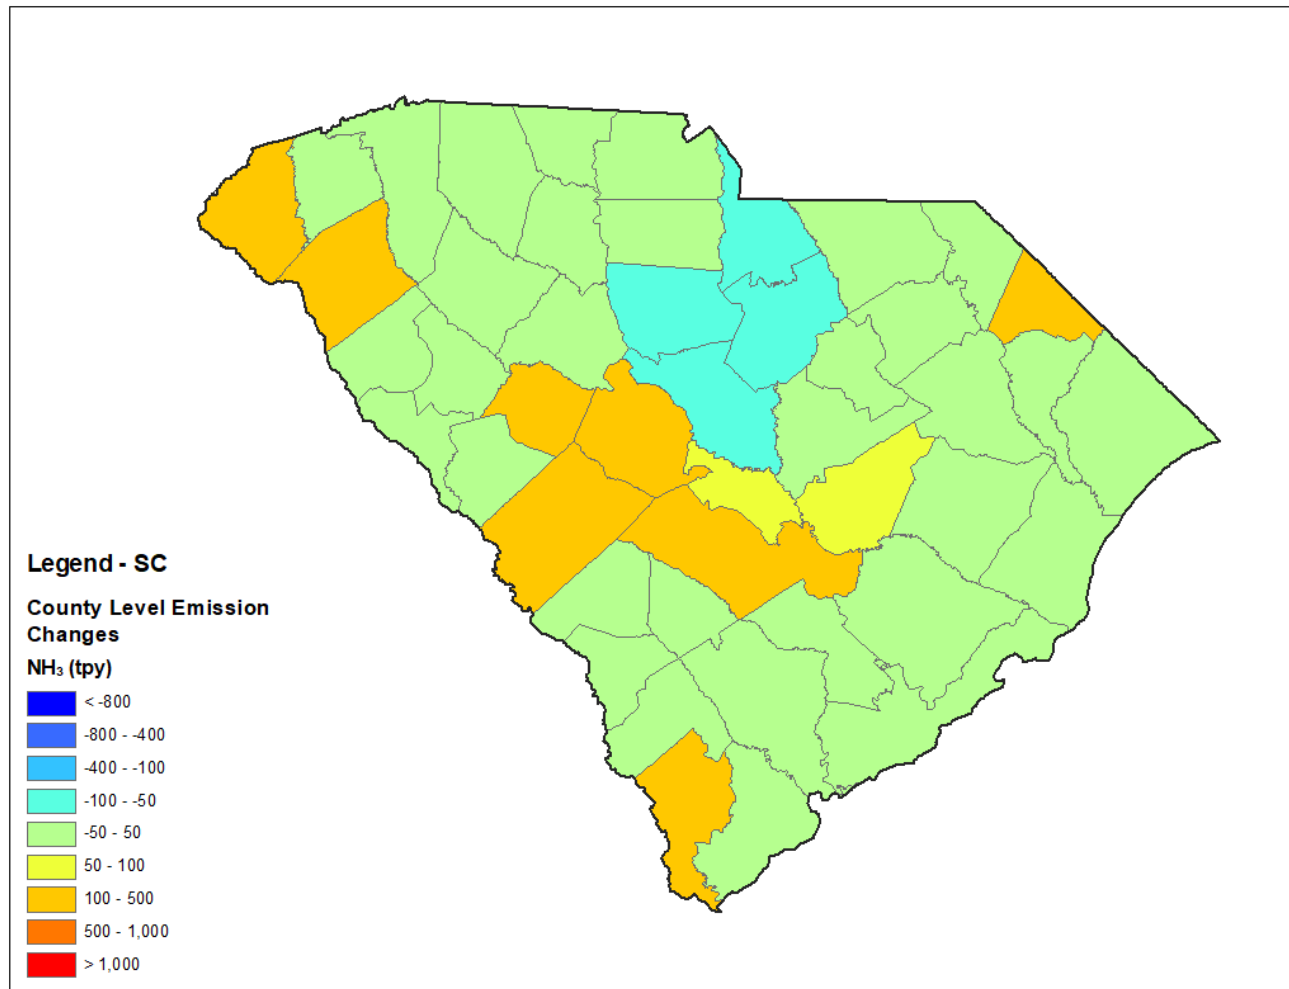 Legend - SC
County Level Emission
Changes
NH₃ (tpy)
< -800
-800 - -400
-400 - -100
-100 - -50
-50 - 50
50 - 100
100 - 500
500 - 1,000
> 1,000